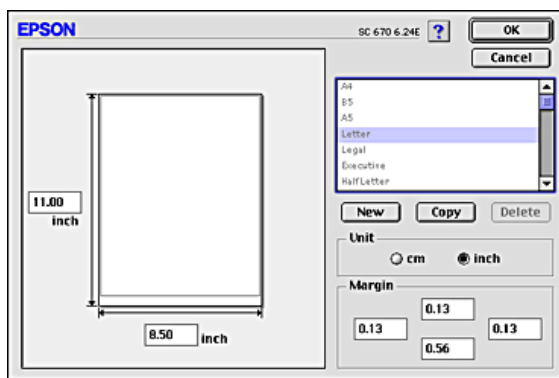 EPSON
SC 670 6.24E ? OK
Cancel
A4
B5
A5
Letter
Legal
Executive
HalfLetter
11.00
inch
8.50 inch
New Copy Delete
Unit
cm inch
Margin
0.13
0.13 0.13
0.56